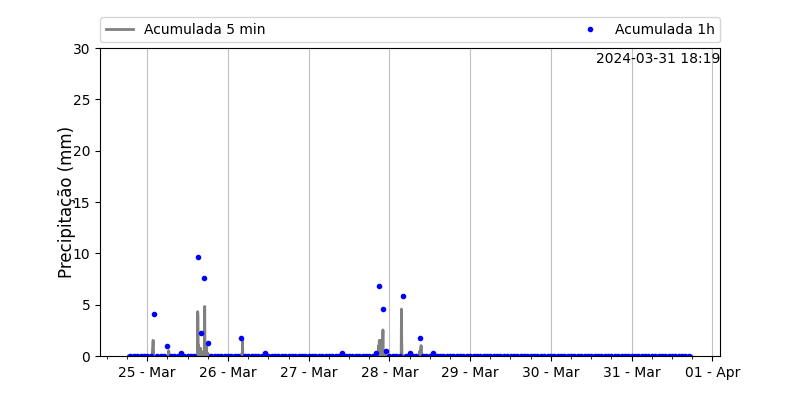 Acumulada 5 min Acumulada 1h
2024-03-31 18:19
Precipitação (mm)
30
25
20
15
10
5
0
25 - Mar 26 - Mar 27 - Mar 28 - Mar 29 - Mar 30 - Mar 31 - Mar 01 - Apr